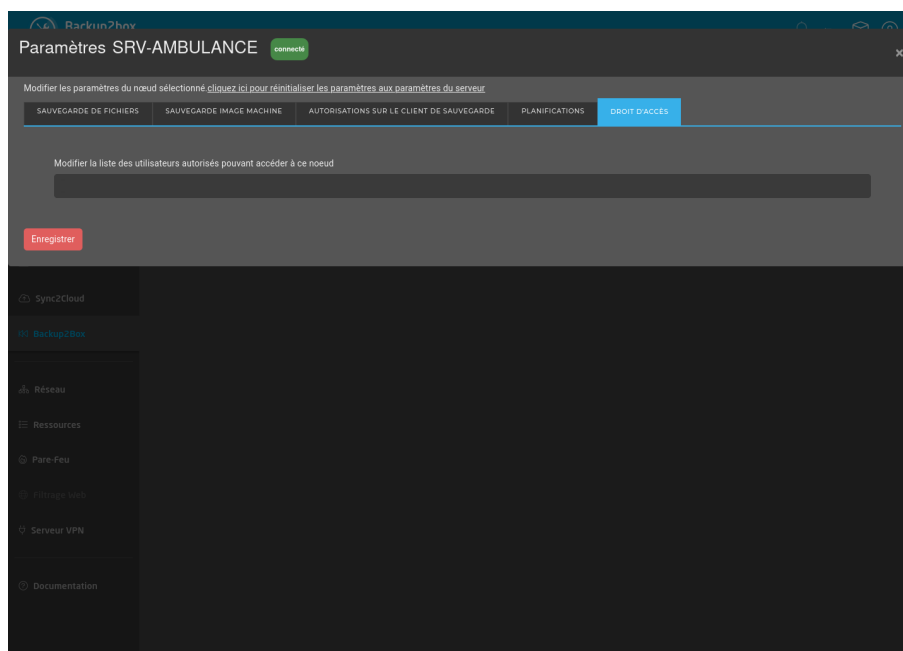 Backup2box
Paramètres SRV-AMBULANCE connecté ×
Modifier les paramètres du nœud sélectionné.cliquez ici pour réinitialiser les paramètres aux paramètres du serveur
SAUVEGARDE DE FICHIERS SAUVEGARDE IMAGE MACHINE AUTORISATIONS SUR LE CLIENT DE SAUVEGARDE PLANIFICATIONS DROIT D'ACCÈS
Modifier la liste des utilisateurs autorisés pouvant accéder à ce noeud
Enregistrer
Sync2Cloud
Backup2Box
Réseau
Ressources
Pare-Feu
Filtrage web
Serveur VPN
Documentation